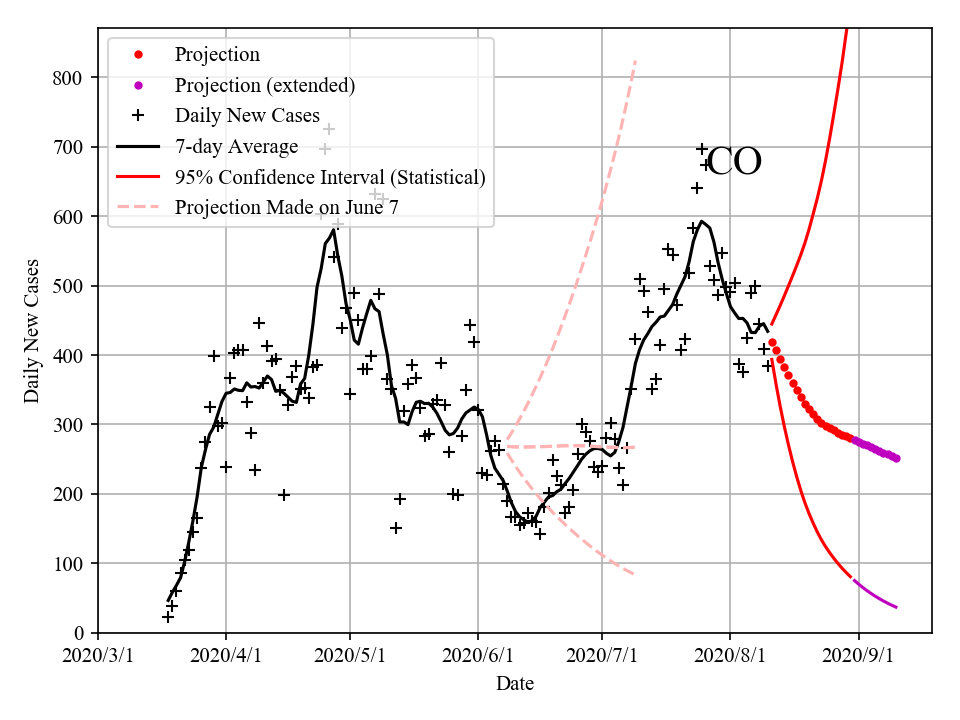 Projection
Projection (extended)
Daily New Cases
7-day Average
95% Confidence Interval (Statistical)
Projection Made on June 7
CO
800
700
600
500
400
300
200
100
0
Daily New Cases
2020/3/1 2020/4/1 2020/5/1 2020/6/1 2020/7/1 2020/8/1 2020/9/1
Date